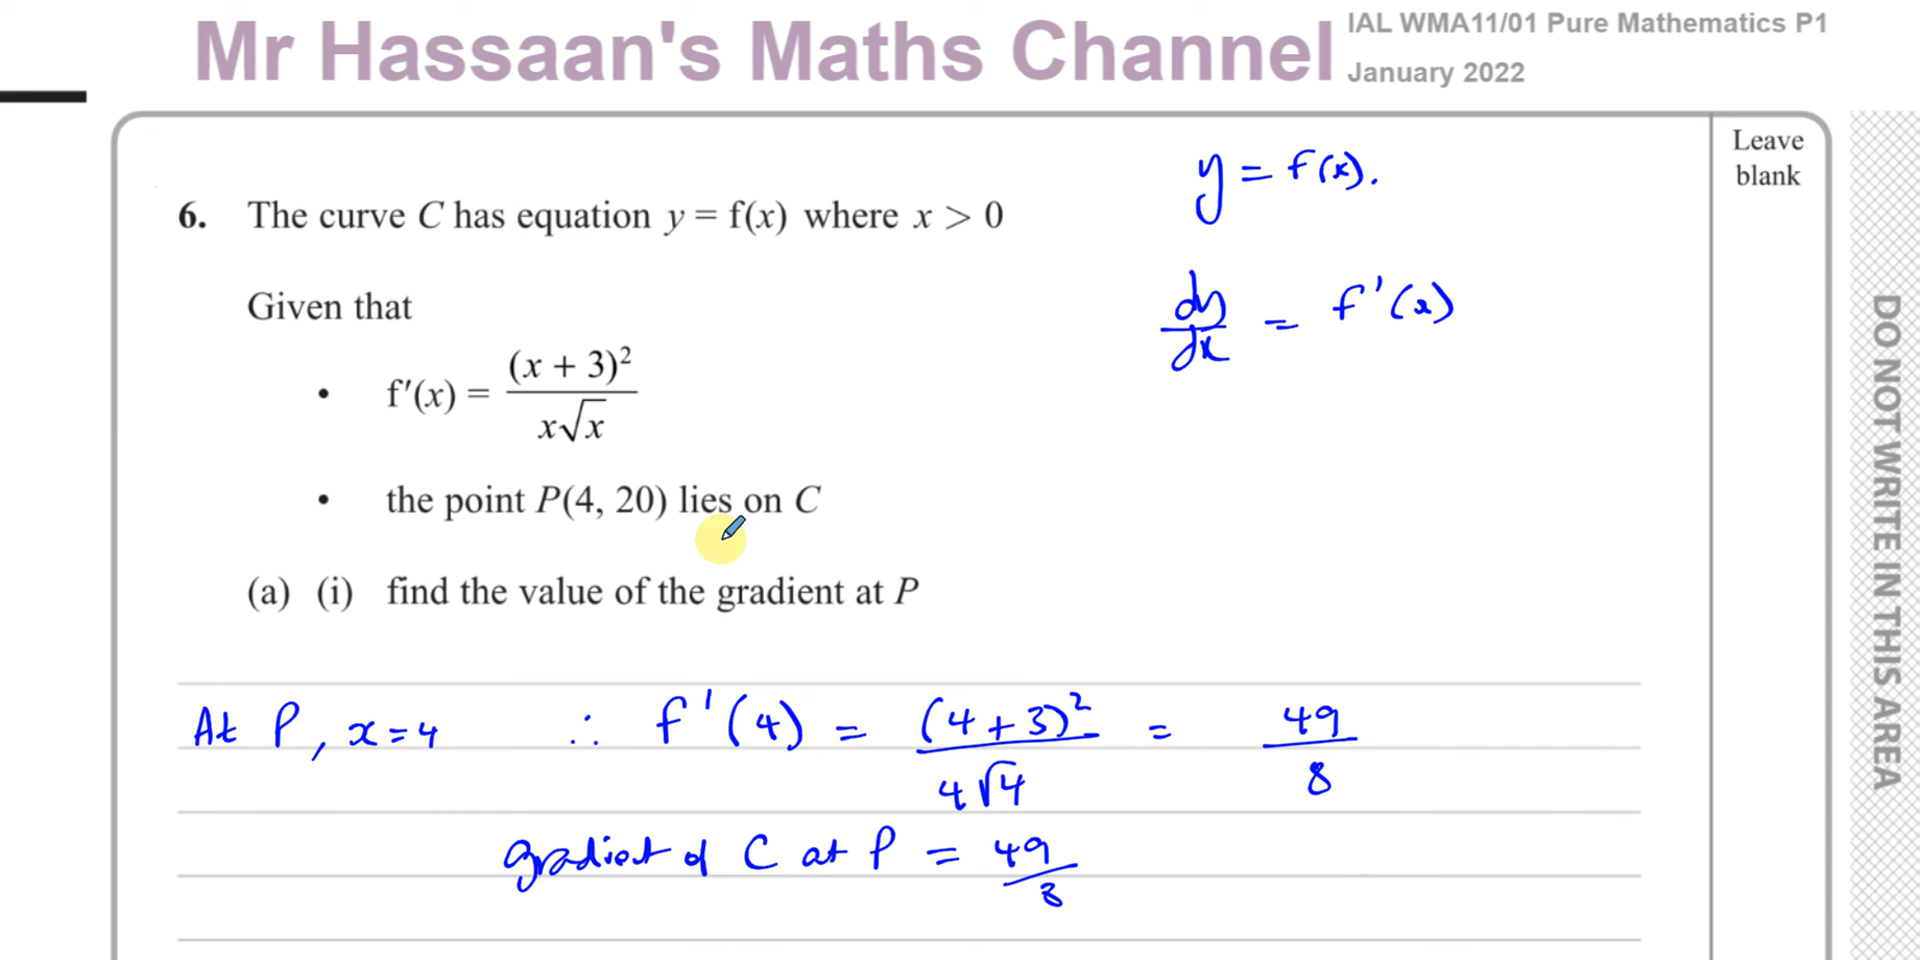 Mr Hassaan's Maths Channel
IAL WMA11/01 Pure Mathematics P1
January 2022
Leave
blank
y = f(x).
6. The curve C has equation y = f(x) where x > 0
dy/dx = f'(x)
Given that
• f′(x) = (x + 3)² / x√x
• the point P(4, 20) lies on C
(a) (i) find the value of the gradient at P
At P, x=4 ∴ f'(4) = (4+3)² / 4√4 = 49/8
gradient of C at P = 49/8
DO NOT WRITE IN THIS AREA